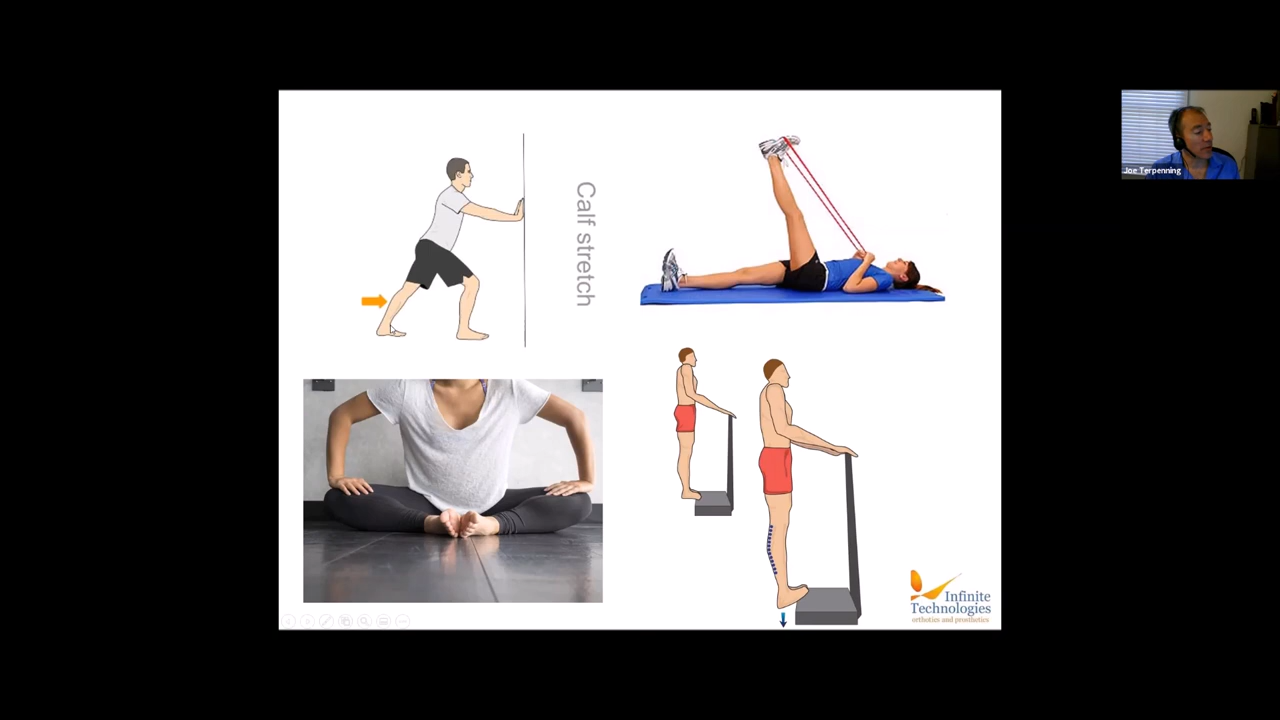 Calf stretch
Joe Terpenning
Infinite
Technologies
orthotics and prosthetics